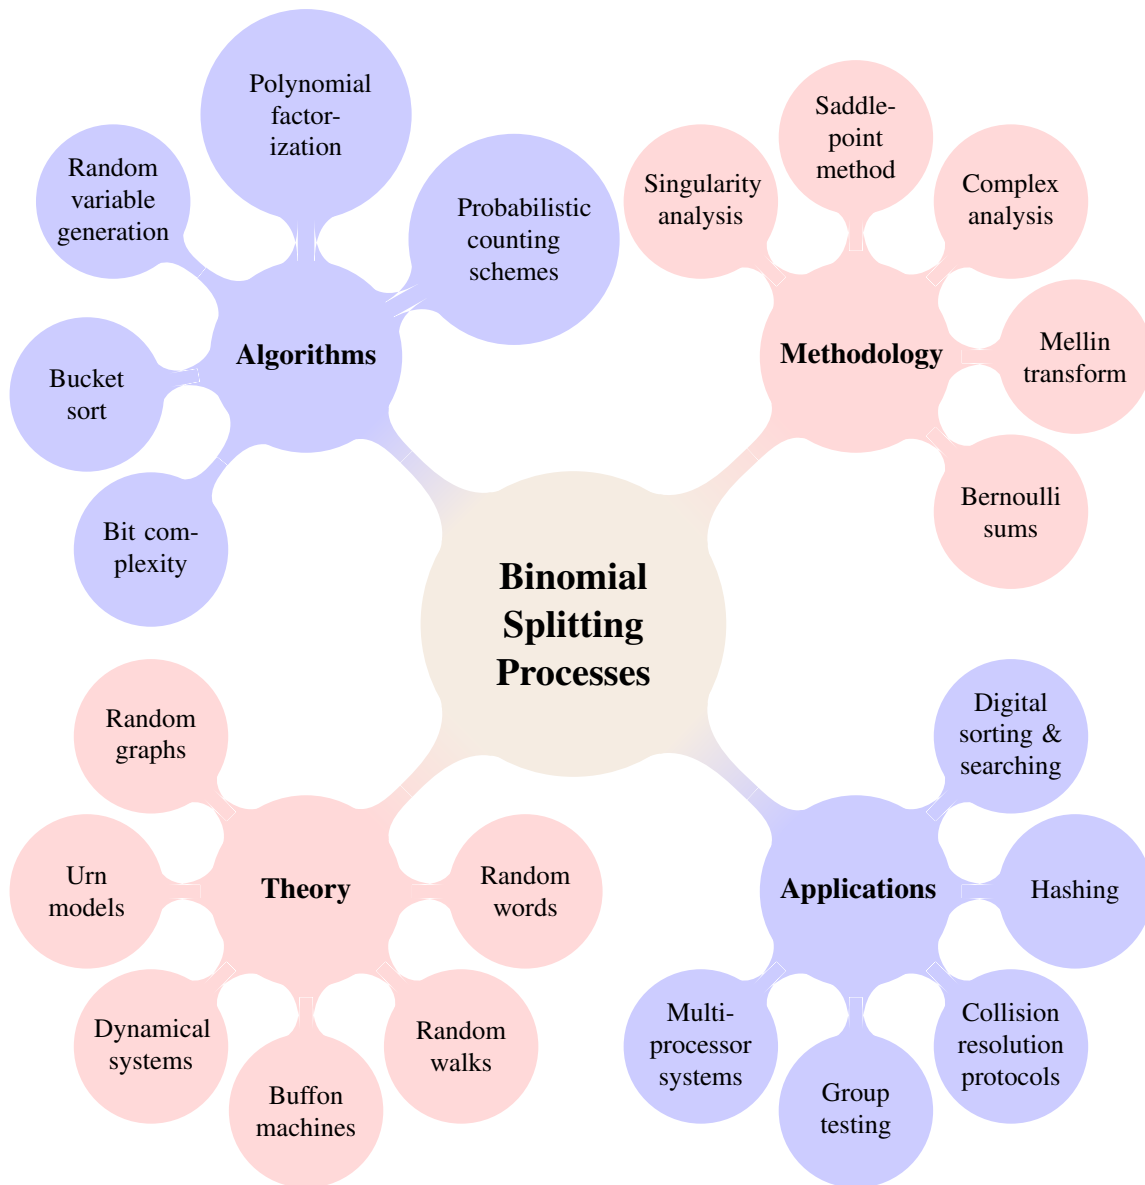 Polynomial
factor-
ization
Random
variable
generation
Probabilistic
counting
schemes
Bucket
sort
Bit com-
plexity
Algorithms
Saddle-
point
method
Singularity
analysis
Complex
analysis
Mellin
transform
Bernoulli
sums
Methodology
Binomial
Splitting
Processes
Random
graphs
Urn
models
Dynamical
systems
Buffon
machines
Random
walks
Random
words
Theory
Digital
sorting &
searching
Hashing
Collision
resolution
protocols
Group
testing
Multi-
processor
systems
Applications